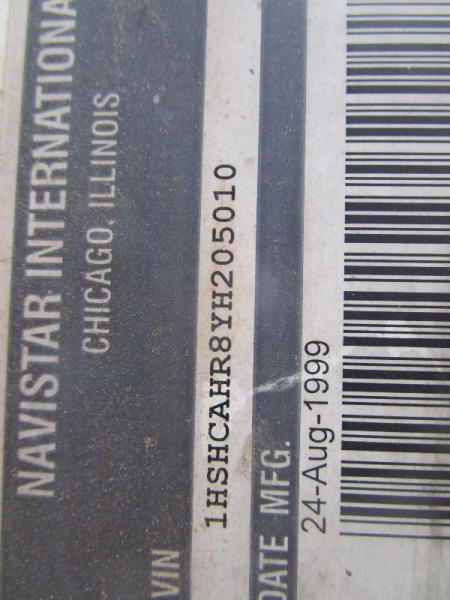 NAVISTAR INTERNATIONA
CHICAGO, ILLINOIS
VIN
1HSHCAHR8YH205010
DATE MFG.
24-Aug-1999